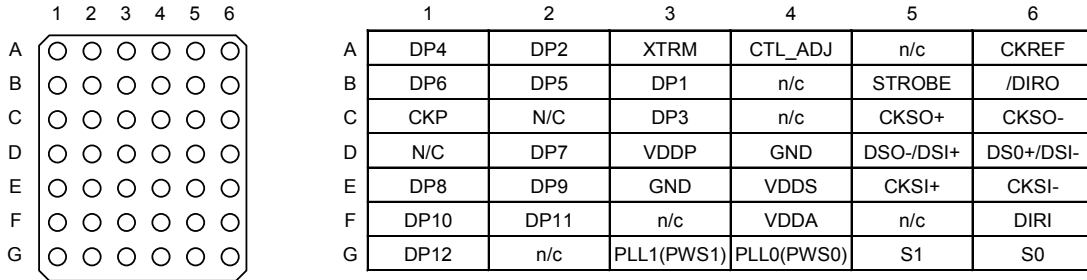 1 2 3 4 5 6
A
B
C
D
E
F
G
1 2 3 4 5 6
A DP4 DP2 XTRM CTL_ADJ n/c CKREF
B DP6 DP5 DP1 n/c STROBE /DIRO
C CKP N/C DP3 n/c CKSO+ CKSO-
D N/C DP7 VDDP GND DSO-/DSI+ DS0+/DSI-
E DP8 DP9 GND VDDS CKSI+ CKSI-
F DP10 DP11 n/c VDDA n/c DIRI
G DP12 n/c PLL1(PWS1) PLL0(PWS0) S1 S0